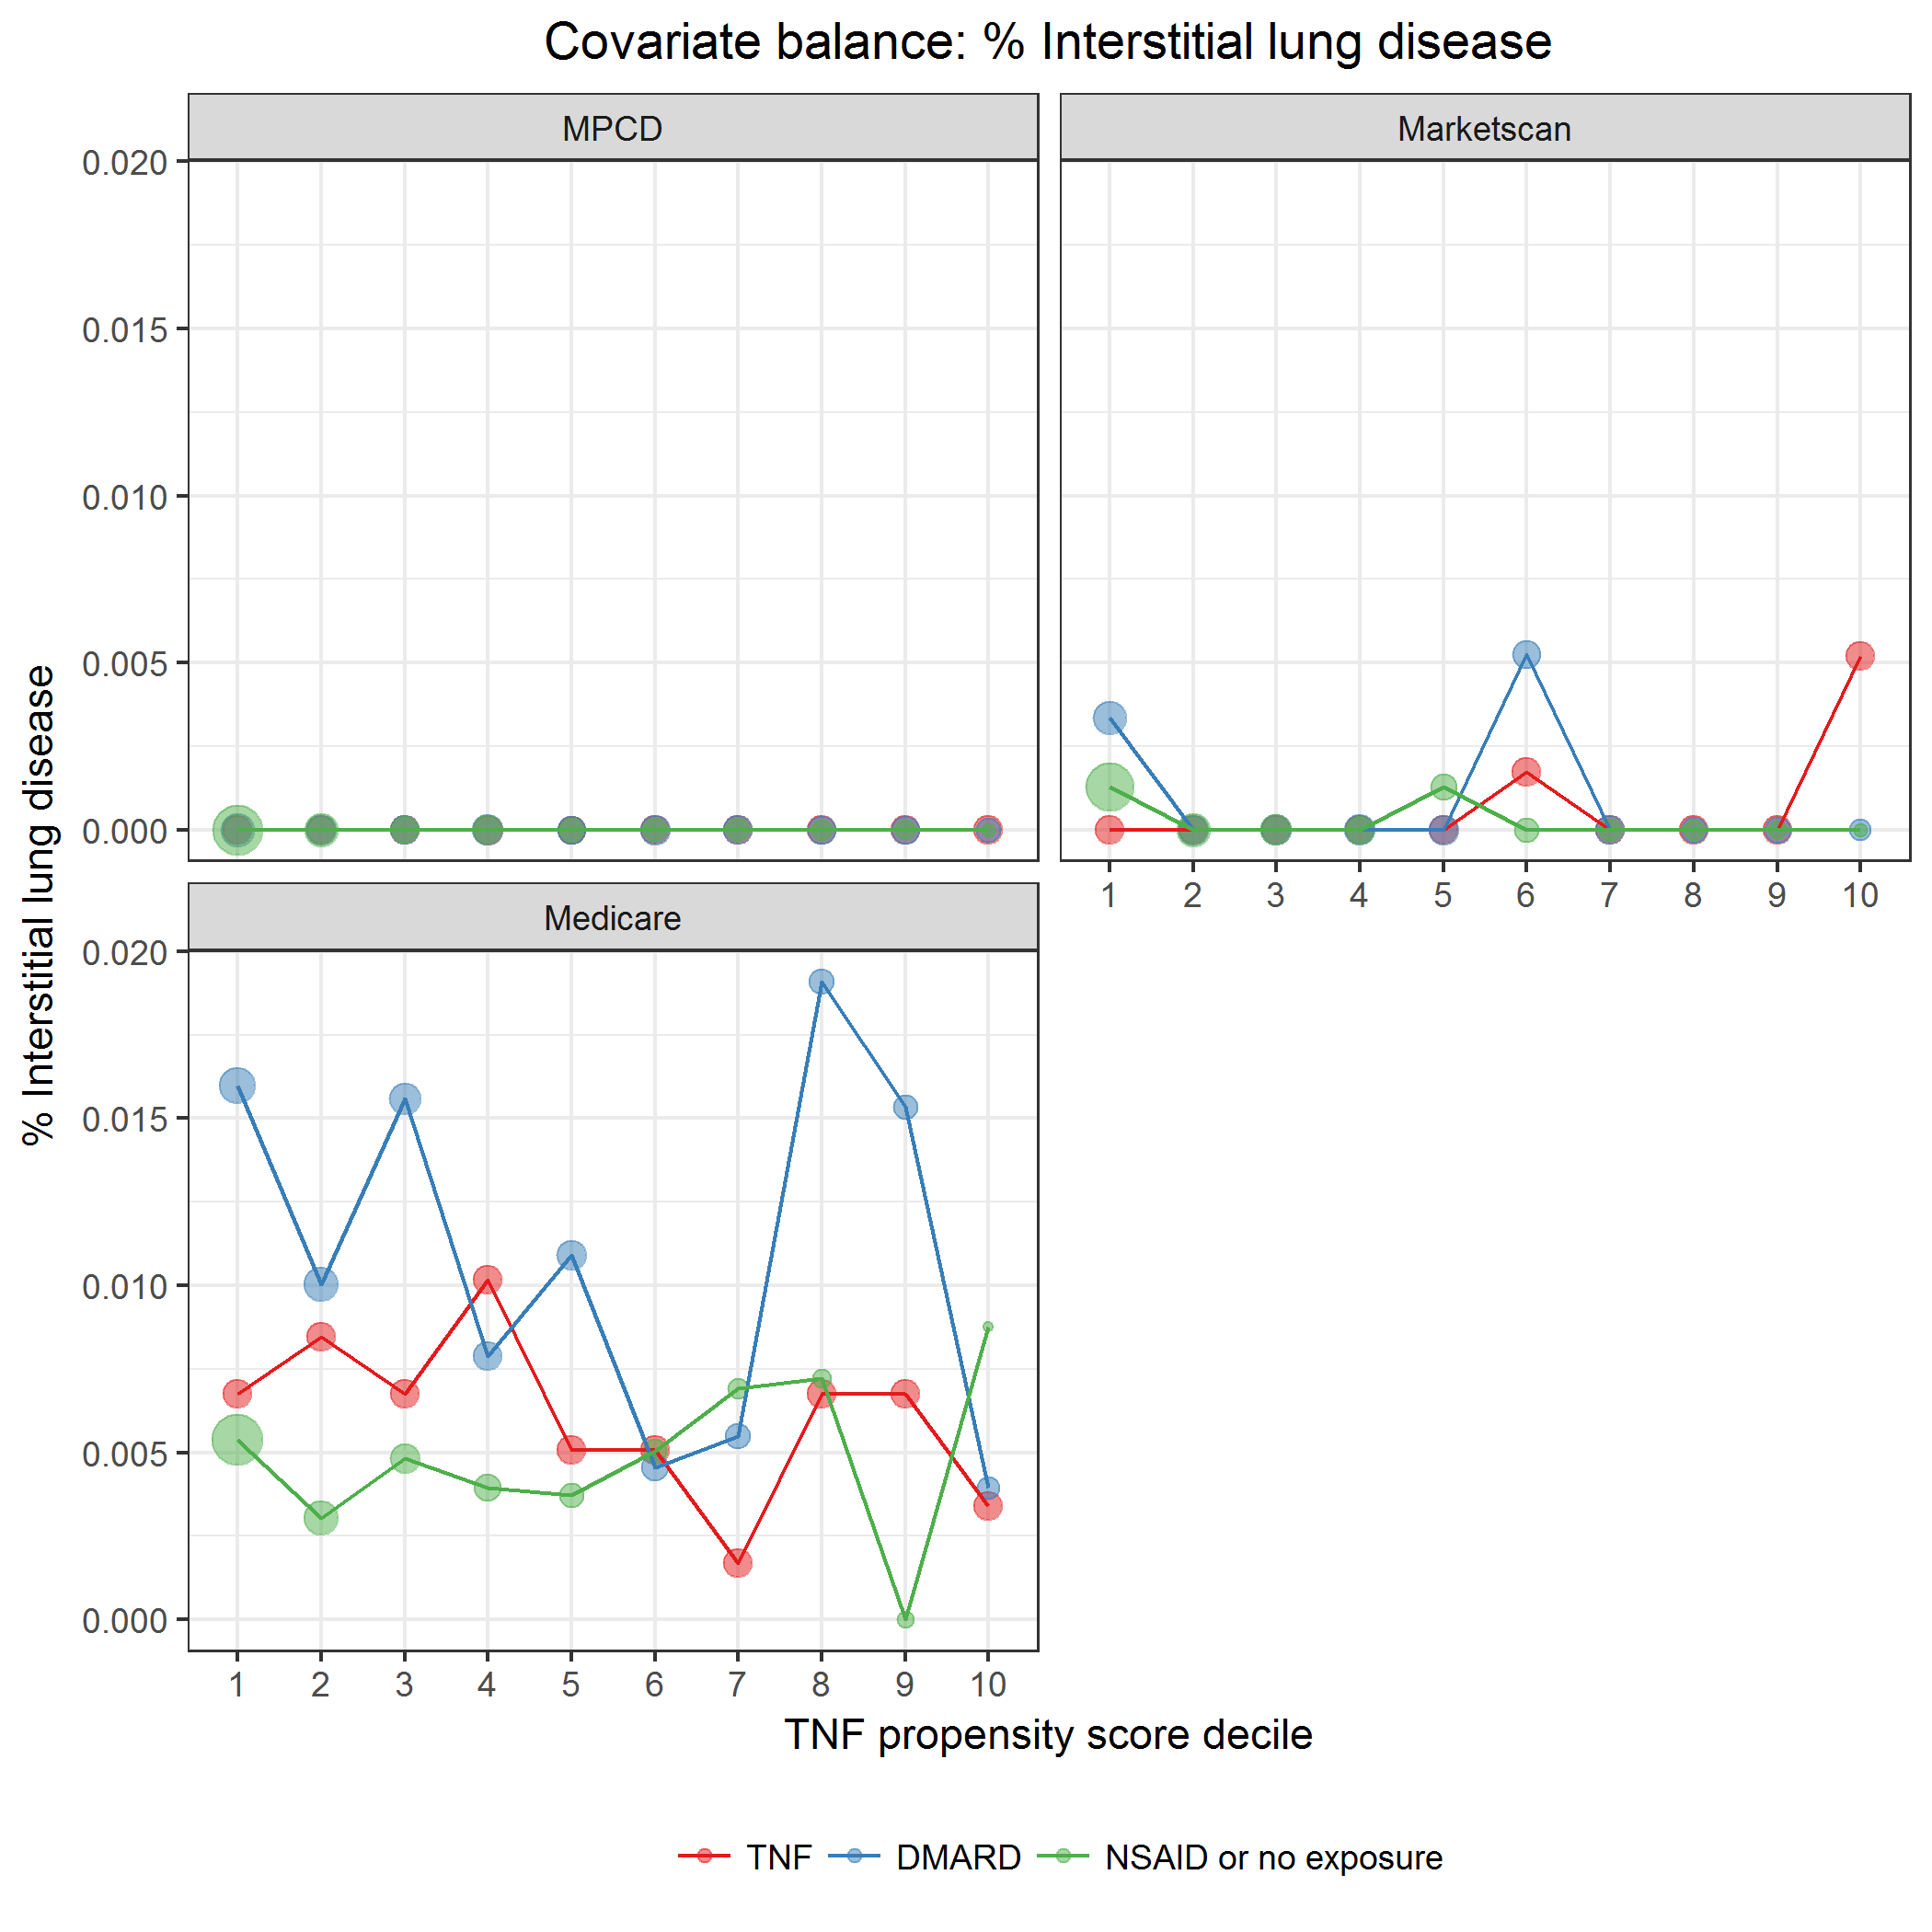 Covariate balance: % Interstitial lung disease
MPCD
Marketscan
0.020
0.015
0.010
0.005
0.000
1 2 3 4 5 6 7 8 9 10
Medicare
0.020
0.015
0.010
0.005
0.000
1 2 3 4 5 6 7 8 9 10
% Interstitial lung disease
TNF propensity score decile
TNF DMARD NSAID or no exposure